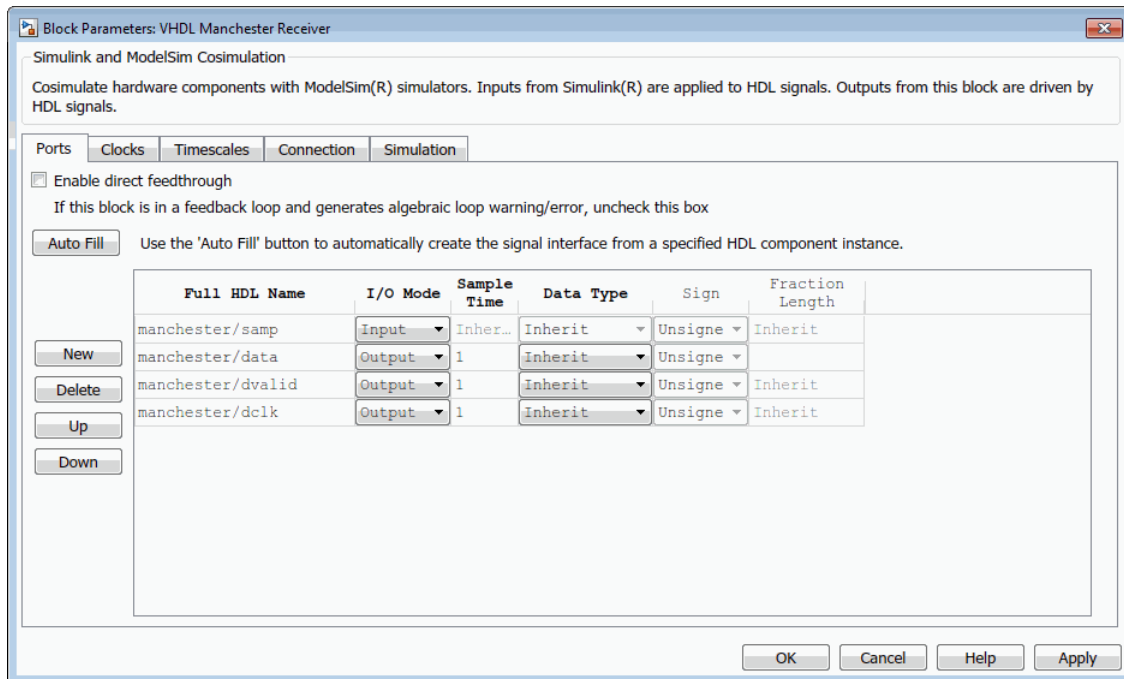 Block Parameters: VHDL Manchester Receiver
Simulink and ModelSim Cosimulation
Cosimulate hardware components with ModelSim(R) simulators. Inputs from Simulink(R) are applied to HDL signals. Outputs from this block are driven by
HDL signals.
Ports Clocks Timescales Connection Simulation
Enable direct feedthrough
If this block is in a feedback loop and generates algebraic loop warning/error, uncheck this box
Auto Fill Use the 'Auto Fill' button to automatically create the signal interface from a specified HDL component instance.
Full HDL Name I/O Mode Sample Time Data Type Sign Fraction Length
manchester/samp Input Inher... Inherit Unsigne Inherit
New manchester/data Output 1 Inherit Unsigne
Delete manchester/dvalid Output 1 Inherit Unsigne Inherit
manchester/dclk Output 1 Inherit Unsigne Inherit
Up
Down
OK Cancel Help Apply